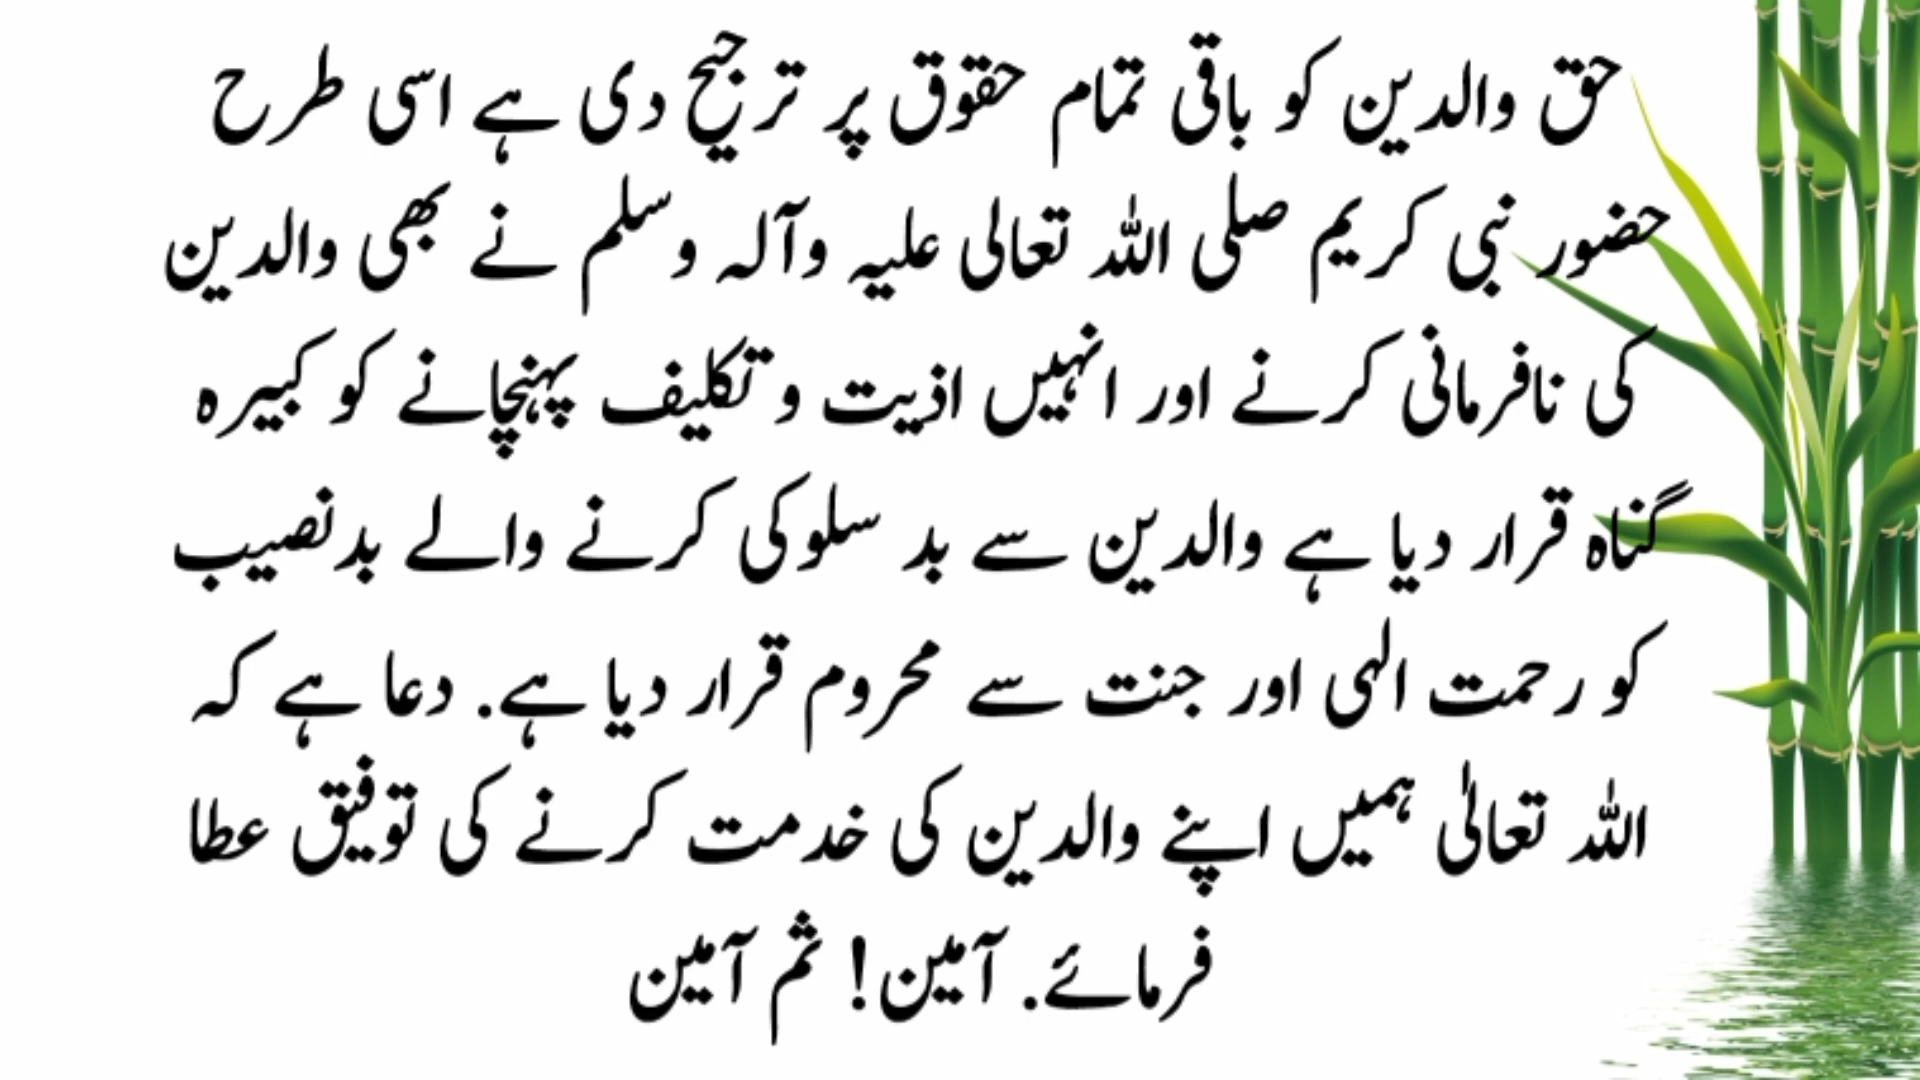 حق والدین کو باقی تمام حقوق پر ترجیح دی ہے اسی طرح
حضور نبی کریم صلی اللہ تعالی علیہ وآلہ وسلم نے بھی والدین
کی نافرمانی کرنے اور انہیں اذیت و تکلیف پہنچانے کو کبیرہ
گناہ قرار دیا ہے والدین سے بد سلوکی کرنے والے بدنصیب
کو رحمت الہی اور جنت سے محروم قرار دیا ہے. دعا ہے کہ
اللہ تعالٰی ہمیں اپنے والدین کی خدمت کرنے کی توفیق عطا
فرمائے. آمین! ثم آمین